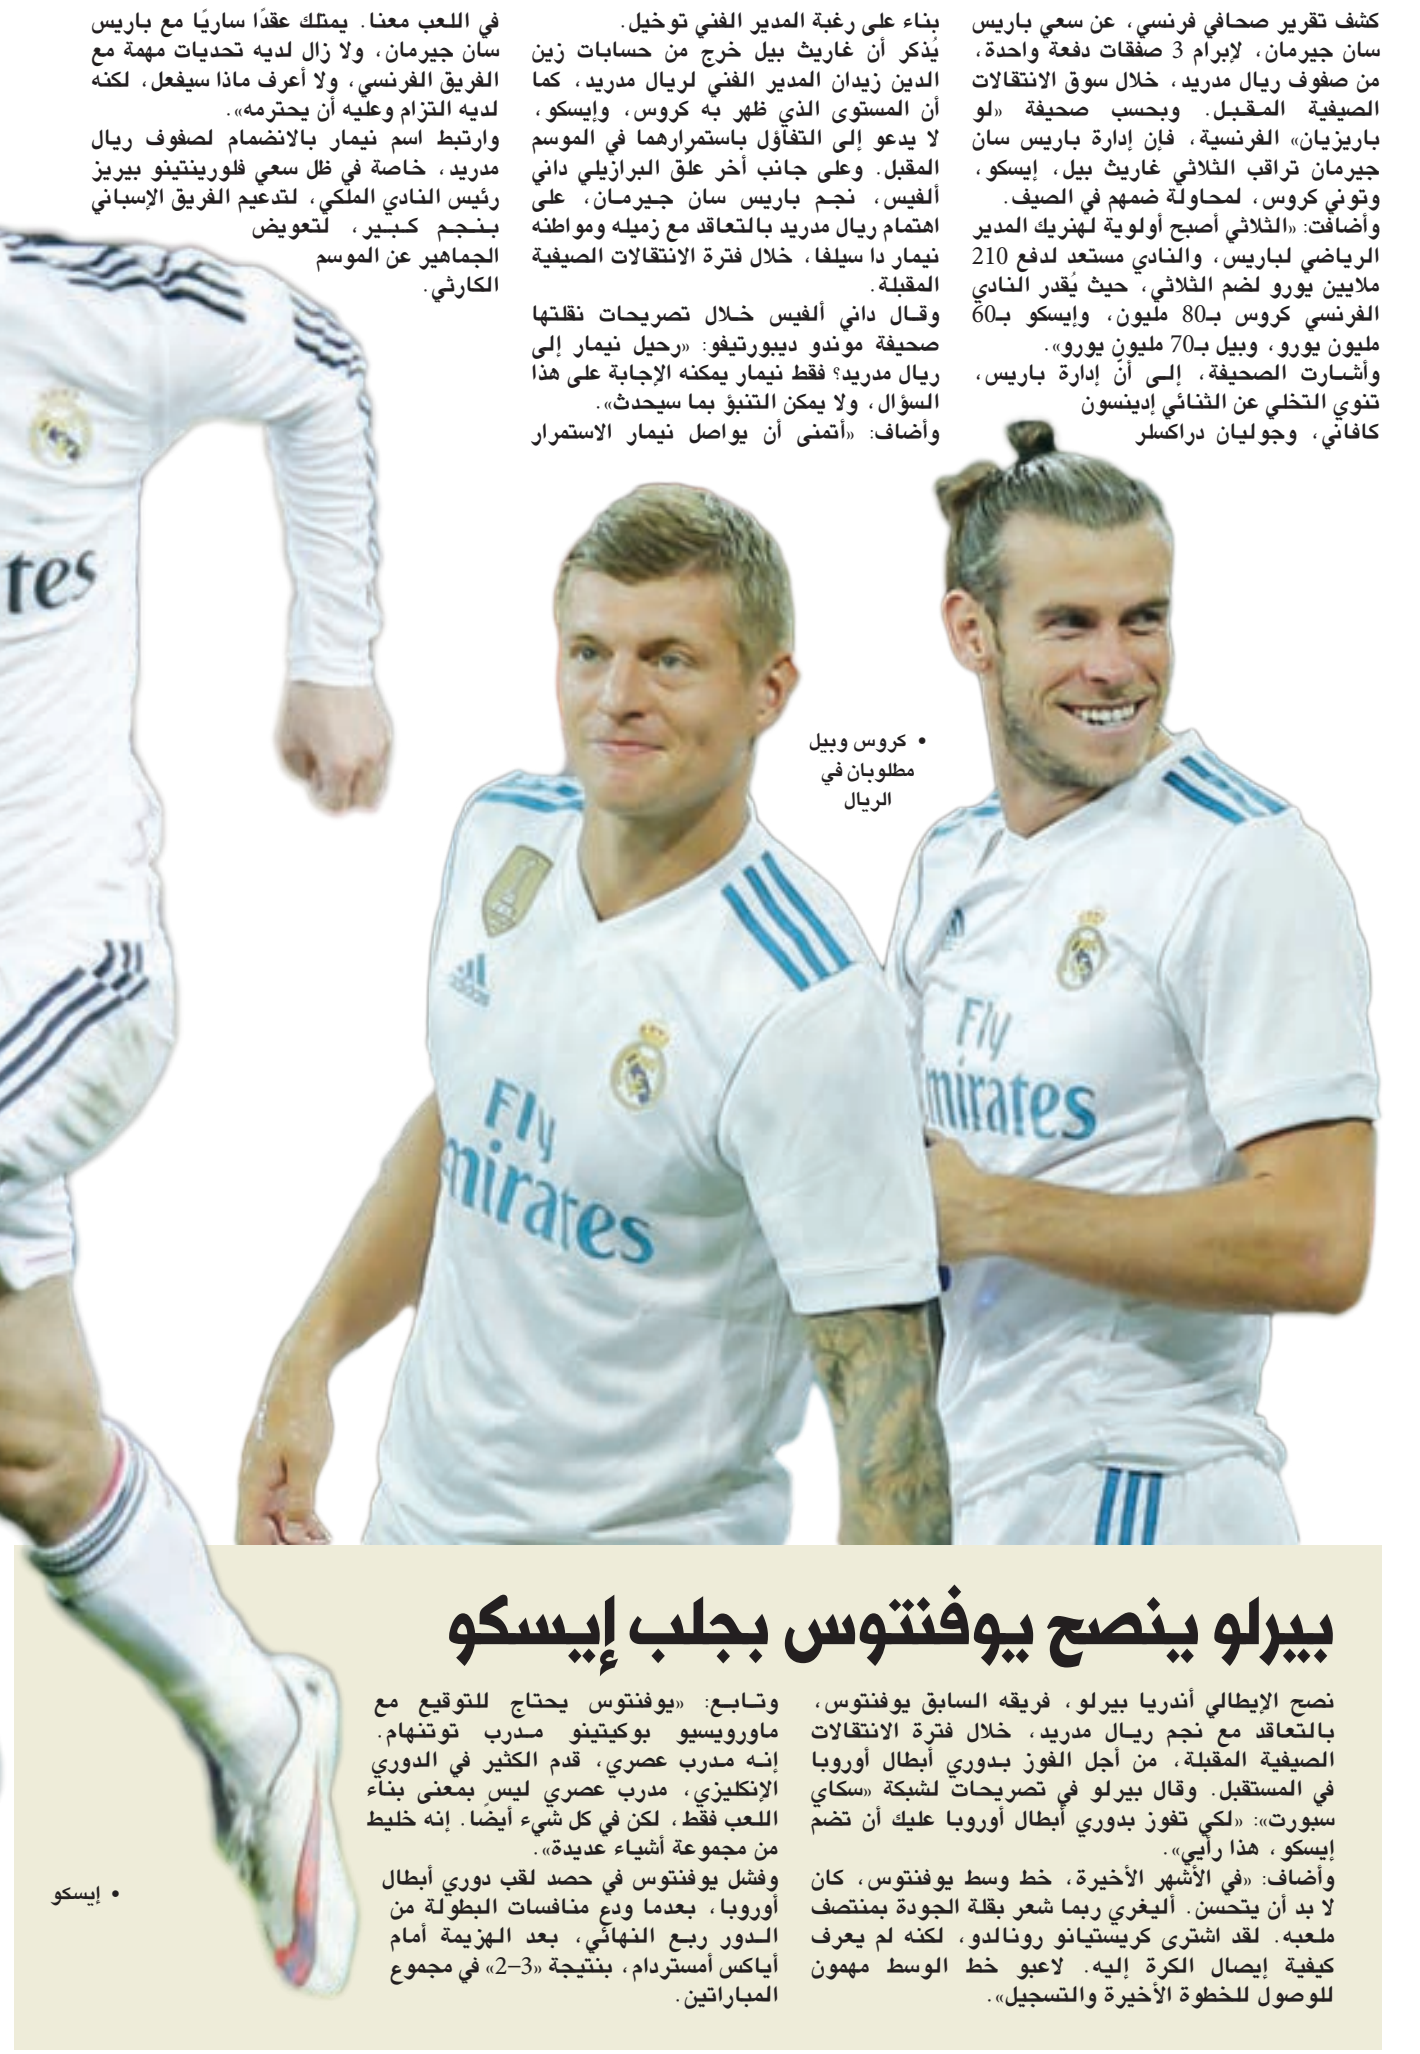 كشف تقرير صحافي فرنسي، عن سعي باريس
سان جيرمان، لإبرام 3 صفقات دفعة واحدة،
من صفوف ريال مدريد، خلال سوق الانتقالات
الصيفية المقبل. وبحسب صحيفة «لو
باريزيان» الفرنسية، فإن إدارة باريس سان
جيرمان تراقب الثلاثي غاريث بيل، إيسكو،
وتوني كروس، لمحاولة ضمهم في الصيف.
وأضافت: «الثلاثي أصبح أولوية لهنريك المدير
الرياضي لباريس، والنادي مستعد لدفع 210
ملايين يورو لضم الثلاثي، حيث يُقدر النادي
الفرنسي كروس بـ80 مليون، وإيسكو بـ60
مليون يورو، وبيل بـ70 مليون يورو».
وأشارت الصحيفة، إلى أنّ إدارة باريس،
تنوي التخلي عن الثنائي إدينسون
كافاني، وجوليان دراكسلر
بناء على رغبة المدير الفني توخيل.
يُذكر أن غاريث بيل خرج من حسابات زين
الدين زيدان المدير الفني لريال مدريد، كما
أن المستوى الذي ظهر به كروس، وإيسكو،
لا يدعو إلى التفاؤل باستمرارهما في الموسم
المقبل. وعلى جانب أخر علّق البرازيلي داني
ألفيس، نجم باريس سان جيرمان، على
اهتمام ريال مدريد بالتعاقد مع زميله ومواطنه
نيمار دا سيلفا، خلال فترة الانتقالات الصيفية
المقبلة.
وقال داني ألفيس خلال تصريحات نقلتها
صحيفة موندو ديبورتيفو: «رحيل نيمار إلى
ريال مدريد؟ فقط نيمار يمكنه الإجابة على هذا
السؤال، ولا يمكن التنبؤ بما سيحدث».
وأضاف: «أتمنى أن يواصل نيمار الاستمرار
في اللعب معنا. يمتلك عقدًا ساريًا مع باريس
سان جيرمان، ولا زال لديه تحديات مهمة مع
الفريق الفرنسي، ولا أعرف ماذا سيفعل، لكنه
لديه التزام وعليه أن يحترمه».
وارتبط اسم نيمار بالانضمام لصفوف ريال
مدريد، خاصة في ظل سعي فلورينتينو بيريز
رئيس النادي الملكي، لتدعيم الفريق الإسباني
بنجم كبير، لتعويض
الجماهير عن الموسم
الكارثي.
tes
• كروس وبيل
مطلوبان في
الريال
adidas
Fly
mirates
Fly
mirates
بيرلو ينصح يوفنتوس بجلب إيسكو
نصح الإيطالي أندريا بيرلو، فريقه السابق يوفنتوس،
بالتعاقد مع نجم ريال مدريد، خلال فترة الانتقالات
الصيفية المقبلة، من أجل الفوز بدوري أبطال أوروبا
في المستقبل. وقال بيرلو في تصريحات لشبكة «سكاي
سبورت»: «لكي تفوز بدوري أبطال أوروبا عليك أن تضم
إيسكو، هذا رأيي».
وأضاف: «في الأشهر الأخيرة، خط وسط يوفنتوس، كان
لا بد أن يتحسن. أليغري ربما شعر بقلة الجودة بمنتصف
ملعبه. لقد اشترى كريستيانو رونالدو، لكنه لم يعرف
كيفية إيصال الكرة إليه. لاعبو خط الوسط مهمون
للوصول للخطوة الأخيرة والتسجيل».
وتابع: «يوفنتوس يحتاج للتوقيع مع
ماورويسيو بوكيتينو مدرب توتنهام.
إنه مدرب عصري، قدم الكثير في الدوري
الإنكليزي، مدرب عصري ليس بمعنى بناء
اللعب فقط، لكن في كل شيء أيضًا. إنه خليط
من مجموعة أشياء عديدة».
وفشل يوفنتوس في حصد لقب دوري أبطال
أوروبا، بعدما ودع منافسات البطولة من
الدور ربع النهائي، بعد الهزيمة أمام
أياكس أمستردام، بنتيجة «3–2» في مجموع
المباراتين.
• إيسكو